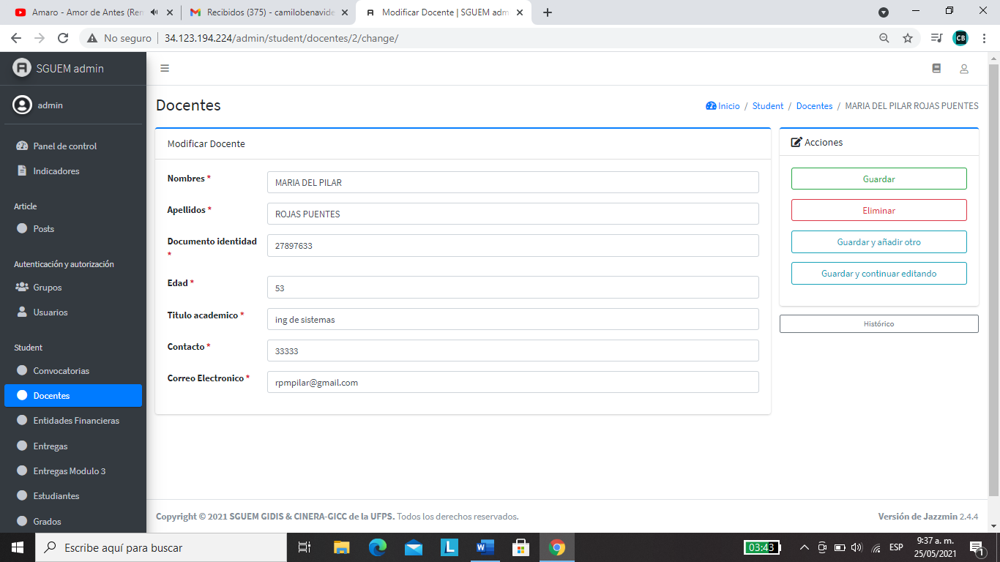 Amaro - Amor de Antes (Ren
Recibidos (375) - camilobenavide
Modificar Docente | SGUEM adm
No seguro
34.123.194.224/admin/student/docentes/2/change/
CB
SGUEM admin
admin
Panel de control
Indicadores
Article
Posts
Autenticación y autorización
Grupos
Usuarios
Student
Convocatorias
Docentes
Entidades Financieras
Entregas
Entregas Modulo 3
Estudiantes
Grados
Docentes
Inicio / Student / Docentes / MARIA DEL PILAR ROJAS PUENTES
Modificar Docente
Nombres *
MARIA DEL PILAR
Apellidos *
ROJAS PUENTES
Documento identidad
*
27897633
Edad *
53
Titulo academico *
ing de sistemas
Contacto *
33333
Correo Electronico *
rpmpilar@gmail.com
Acciones
Guardar
Eliminar
Guardar y añadir otro
Guardar y continuar editando
Histórico
Copyright © 2021 SGUEM GIDIS & CINERA-GICC de la UFPS. Todos los derechos reservados.
Versión de Jazzmin 2.4.4
Escribe aquí para buscar
L
W
03:43
ESP
9:37 a. m.
25/05/2021
1